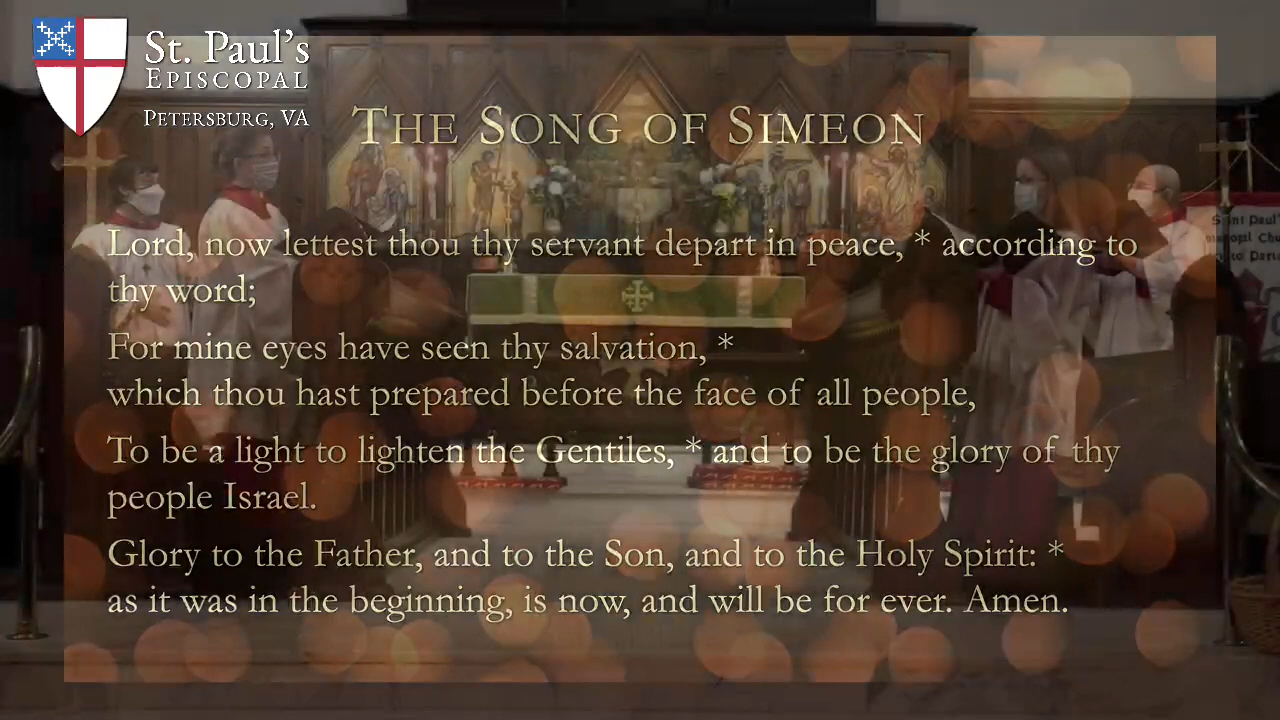 St. Paul's
Episcopal
Petersburg, VA
The Song of Simeon
Lord, now lettest thou thy servant depart in peace, * according to
thy word;
For mine eyes have seen thy salvation, *
which thou hast prepared before the face of all people,
To be a light to lighten the Gentiles, * and to be the glory of thy
people Israel.
Glory to the Father, and to the Son, and to the Holy Spirit: *
as it was in the beginning, is now, and will be for ever. Amen.
Saint Paul'